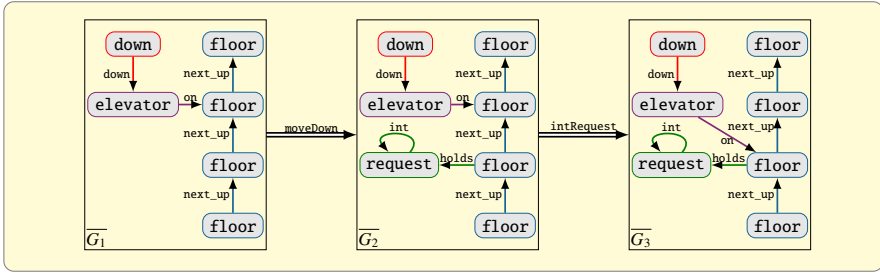 down floor
down next_up
elevator on floor
next_up
floor
next_up
floor
G₁
moveDown
down floor
down next_up
elevator on floor
int next_up
request holds floor
next_up
floor
G₂
intRequest
down floor
down next_up
elevator floor
int on next_up
request holds floor
next_up
floor
G₃